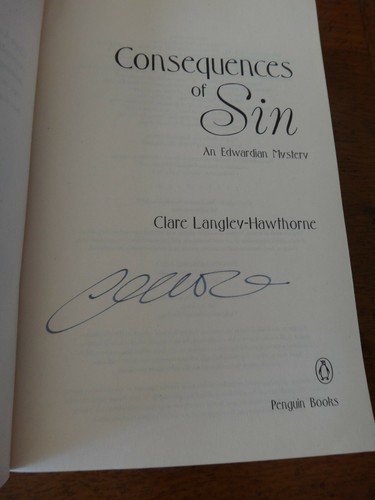 Consequences
of
Sin
An Edwardian Mystery
Clare Langley-Hawthorne
Penguin Books